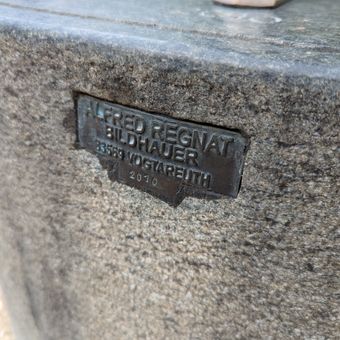 ALFRED REGNAT
BILDHAUER
83569 VOGTAREUTH
2010